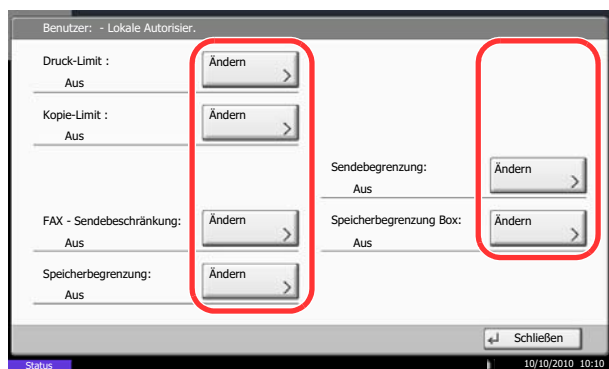 Benutzer: - Lokale Autorisier.
Druck-Limit :
Ändern
Aus
Kopie-Limit :
Ändern
Aus
Sendebegrenzung:
Ändern
Aus
FAX - Sendebeschränkung:
Ändern
Aus
Speicherbegrenzung Box:
Ändern
Aus
Speicherbegrenzung:
Ändern
Aus
Schließen
Status
10/10/2010 10:10